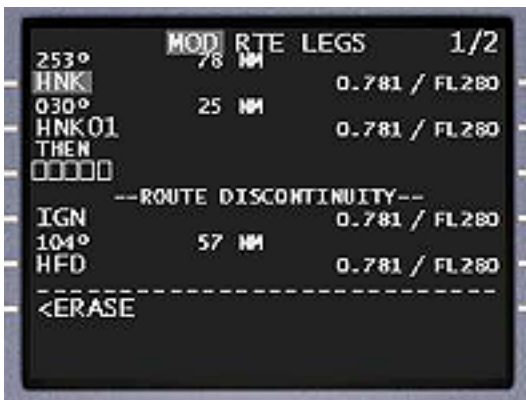 MOD RTE LEGS 1/2
253° 78 NM
HNK 0.781 / FL280
030° 25 NM
HNK01 0.781 / FL280
THEN
▯▯▯▯▯
--ROUTE DISCONTINUITY--
IGN 0.781 / FL280
104° 57 NM
HFD 0.781 / FL280
------------------------
<ERASE